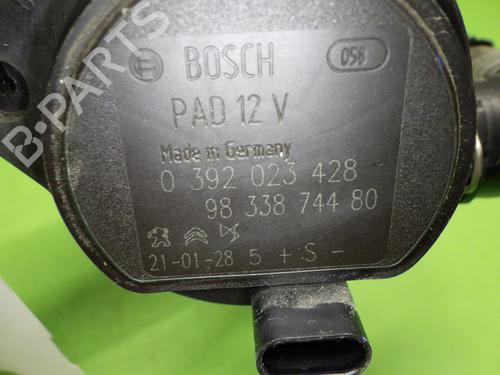 BOSCH
058
PAD 12 V
Made in Germany
0 392 023 428
98 338 744 80
21-01-28 5 + S -
B-PARTS